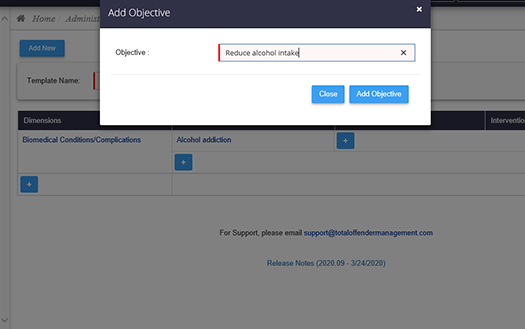 Add Objective
×
Home / Administ
Add New
Objective :
Reduce alcohol intake
×
Close
Add Objective
Template Name:
Dimensions
Interventio
Biomedical Conditions/Complications
Alcohol addiction
+
+
+
For Support, please email support@totaloffendermanagement.com
Release Notes (2020.09 - 3/24/2020)